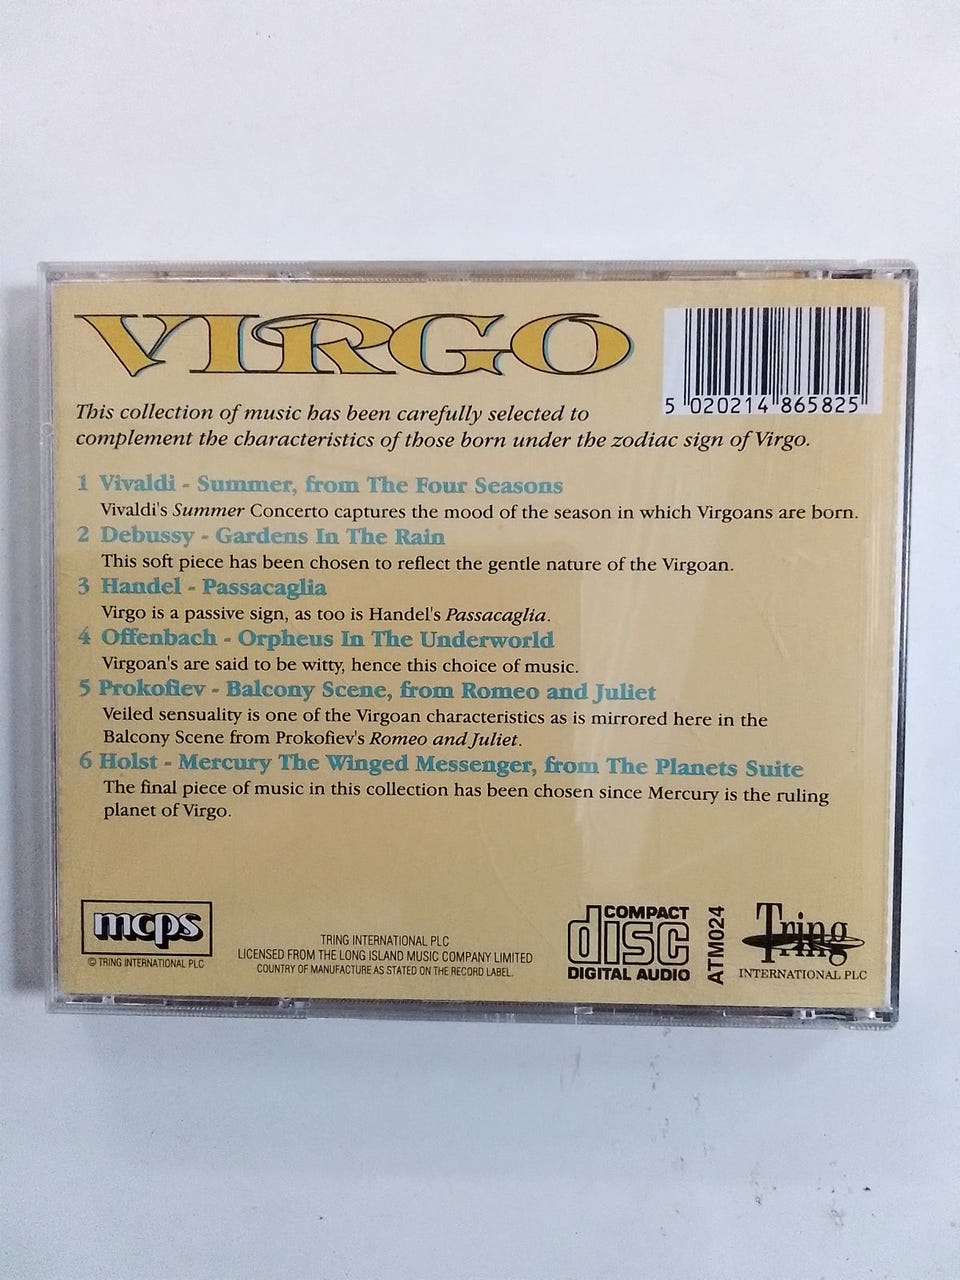 VIRGO
5 020214 865825
This collection of music has been carefully selected to
complement the characteristics of those born under the zodiac sign of Virgo.
1 Vivaldi - Summer, from The Four Seasons
Vivaldi's Summer Concerto captures the mood of the season in which Virgoans are born.
2 Debussy - Gardens In The Rain
This soft piece has been chosen to reflect the gentle nature of the Virgoan.
3 Handel - Passacaglia
Virgo is a passive sign, as too is Handel's Passacaglia.
4 Offenbach - Orpheus In The Underworld
Virgoan's are said to be witty, hence this choice of music.
5 Prokofiev - Balcony Scene, from Romeo and Juliet
Veiled sensuality is one of the Virgoan characteristics as is mirrored here in the
Balcony Scene from Prokofiev's Romeo and Juliet.
6 Holst - Mercury The Winged Messenger, from The Planets Suite
The final piece of music in this collection has been chosen since Mercury is the ruling
planet of Virgo.
mcps
© TRING INTERNATIONAL PLC
TRING INTERNATIONAL PLC
LICENSED FROM THE LONG ISLAND MUSIC COMPANY LIMITED
COUNTRY OF MANUFACTURE AS STATED ON THE RECORD LABEL.
COMPACT
disc
DIGITAL AUDIO
ATM024
Tring
INTERNATIONAL PLC